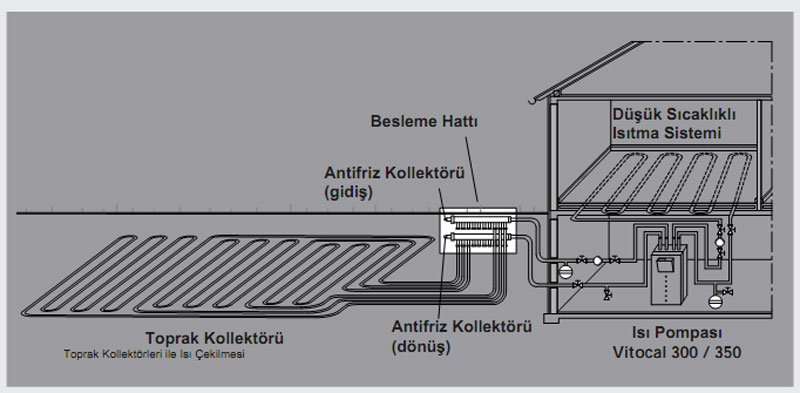 Besleme Hattı
Düşük Sıcaklıklı
Isıtma Sistemi
Antifriz Kollektörü
(gidiş)
Toprak Kollektörü
Toprak Kollektörleri ile Isı Çekilmesi
Antifriz Kollektörü
(dönüş)
Isı Pompası
Vitocal 300 / 350